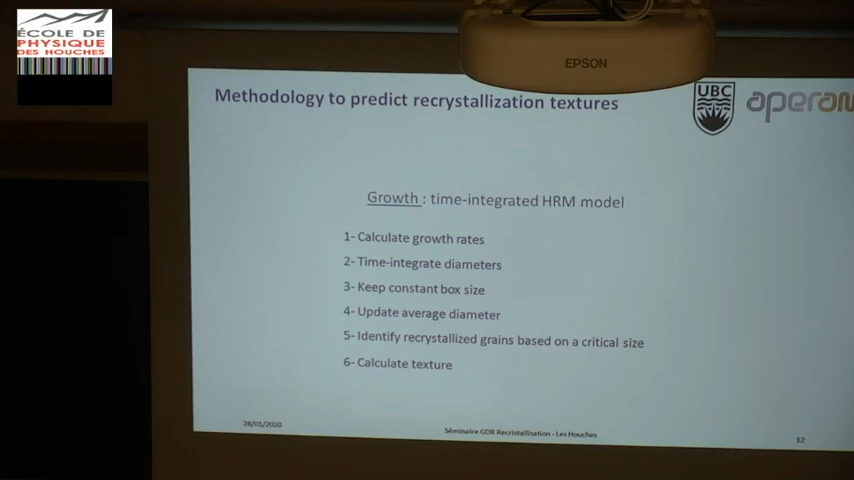 ÉCOLE DE
PHYSIQUE
DES HOUCHES
EPSON
Methodology to predict recrystallization textures
UBC
aperam
Growth : time-integrated HRM model
1- Calculate growth rates
2- Time-integrate diameters
3- Keep constant box size
4- Update average diameter
5- Identify recrystallized grains based on a critical size
6- Calculate texture
28/01/2020
Séminaire GDR Recristallisation - Les Houches
12